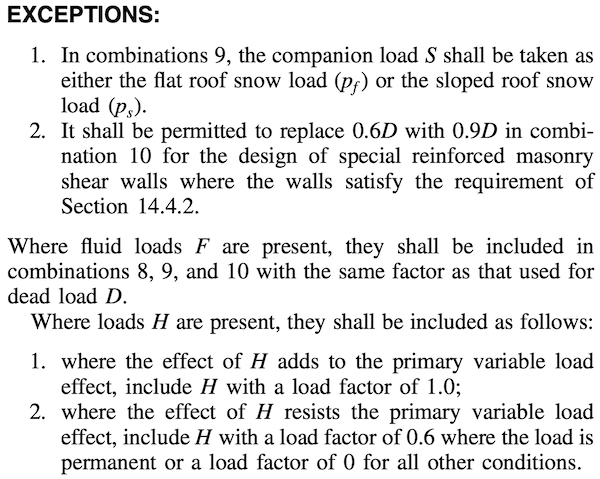 EXCEPTIONS:
1. In combinations 9, the companion load S shall be taken as
either the flat roof snow load (pf) or the sloped roof snow
load (ps).
2. It shall be permitted to replace 0.6D with 0.9D in combi-
nation 10 for the design of special reinforced masonry
shear walls where the walls satisfy the requirement of
Section 14.4.2.
Where fluid loads F are present, they shall be included in
combinations 8, 9, and 10 with the same factor as that used for
dead load D.
Where loads H are present, they shall be included as follows:
1. where the effect of H adds to the primary variable load
effect, include H with a load factor of 1.0;
2. where the effect of H resists the primary variable load
effect, include H with a load factor of 0.6 where the load is
permanent or a load factor of 0 for all other conditions.